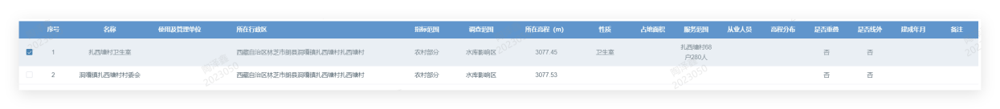 序号 名称 使用及管理单位 所在行政区 指标范围 调查范围 所在高程（m） 性质 占地面积 服务范围 从业人员 高程分布 是否重叠 是否线外 建成年月 备注
1 扎西塘村卫生室 西藏自治区林芝市朗县洞嘎镇扎西塘村扎西塘村 农村部分 水库影响区 3077.45 卫生室 扎西塘村68户280人 否 否
2 洞嘎镇扎西塘村村委会 西藏自治区林芝市朗县洞嘎镇扎西塘村扎西塘村 农村部分 水库影响区 3077.53 否 否